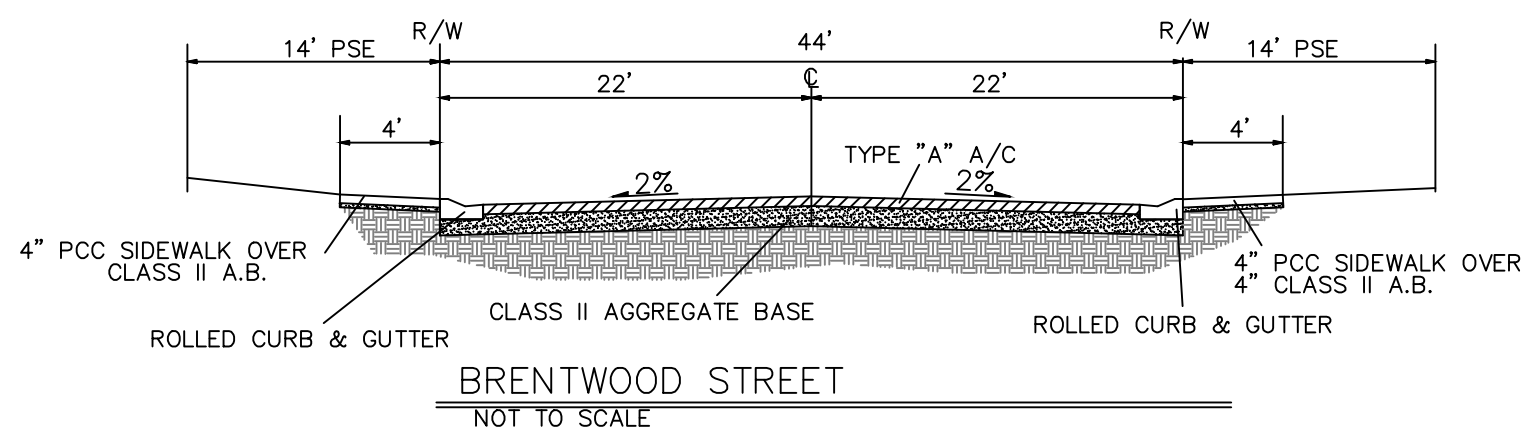 R/W
R/W
14' PSE
44'
14' PSE
22'
℄
22'
4'
4'
TYPE "A" A/C
2%
2%
4" PCC SIDEWALK OVER
CLASS II A.B.
4" PCC SIDEWALK OVER
4" CLASS II A.B.
CLASS II AGGREGATE BASE
ROLLED CURB & GUTTER
ROLLED CURB & GUTTER
BRENTWOOD STREET
NOT TO SCALE